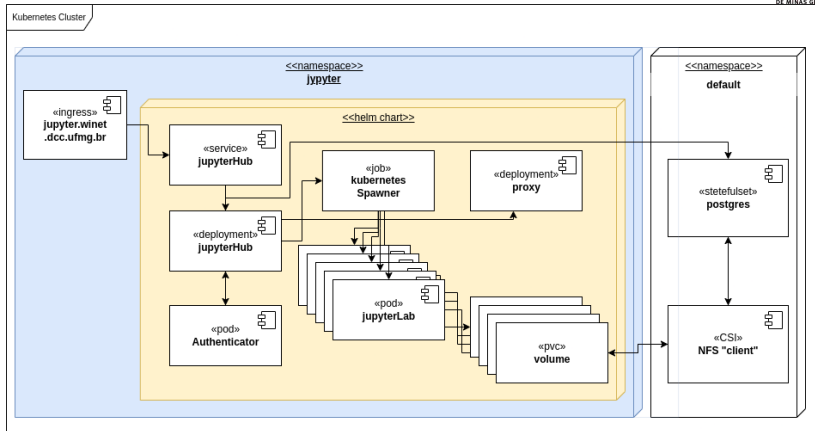 DE MINAS G
Kubernetes Cluster
<<namespace>>
jypyter
<<namespace>>
default
«ingress»
jupyter.winet
.dcc.ufmg.br
<<helm chart>>
«service»
jupyterHub
«job»
kubernetes
Spawner
«deployment»
proxy
«stetefulset»
postgres
«deployment»
jupyterHub
«pod»
jupyterLab
«pod»
Authenticator
«pvc»
volume
«CSI»
NFS "client"